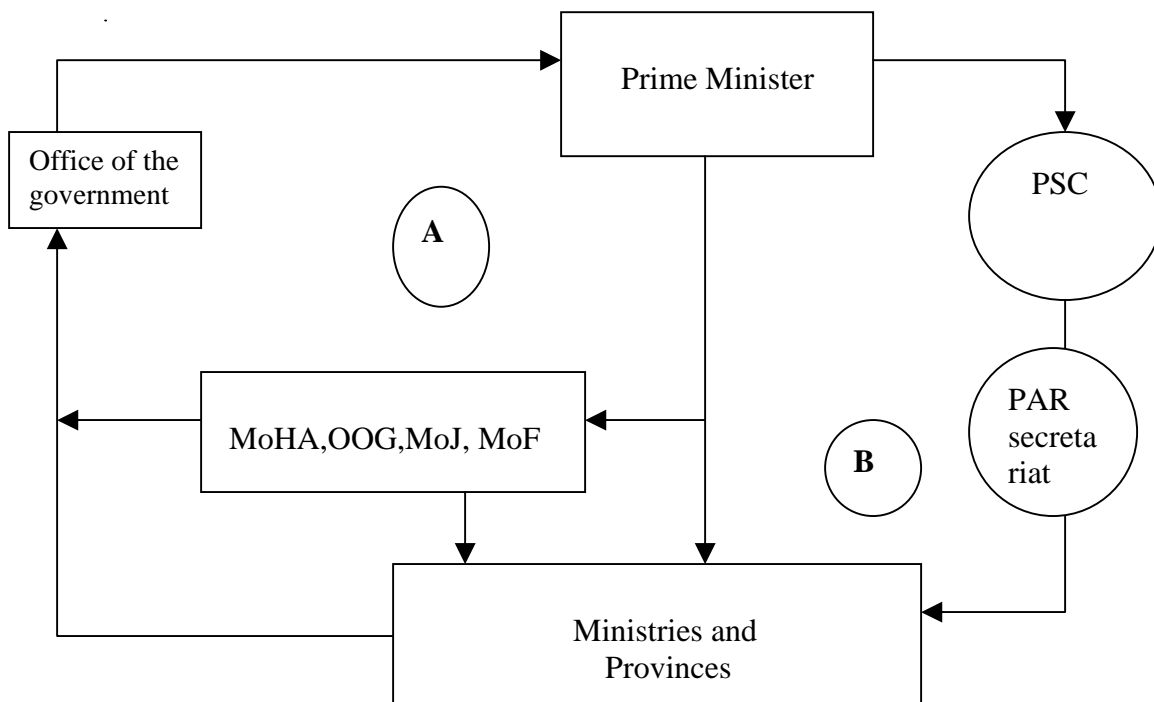 Prime Minister
Office of the
government
PSC
A
PAR
secreta
riat
MoHA,OOG,MoJ, MoF
B
Ministries and
Provinces